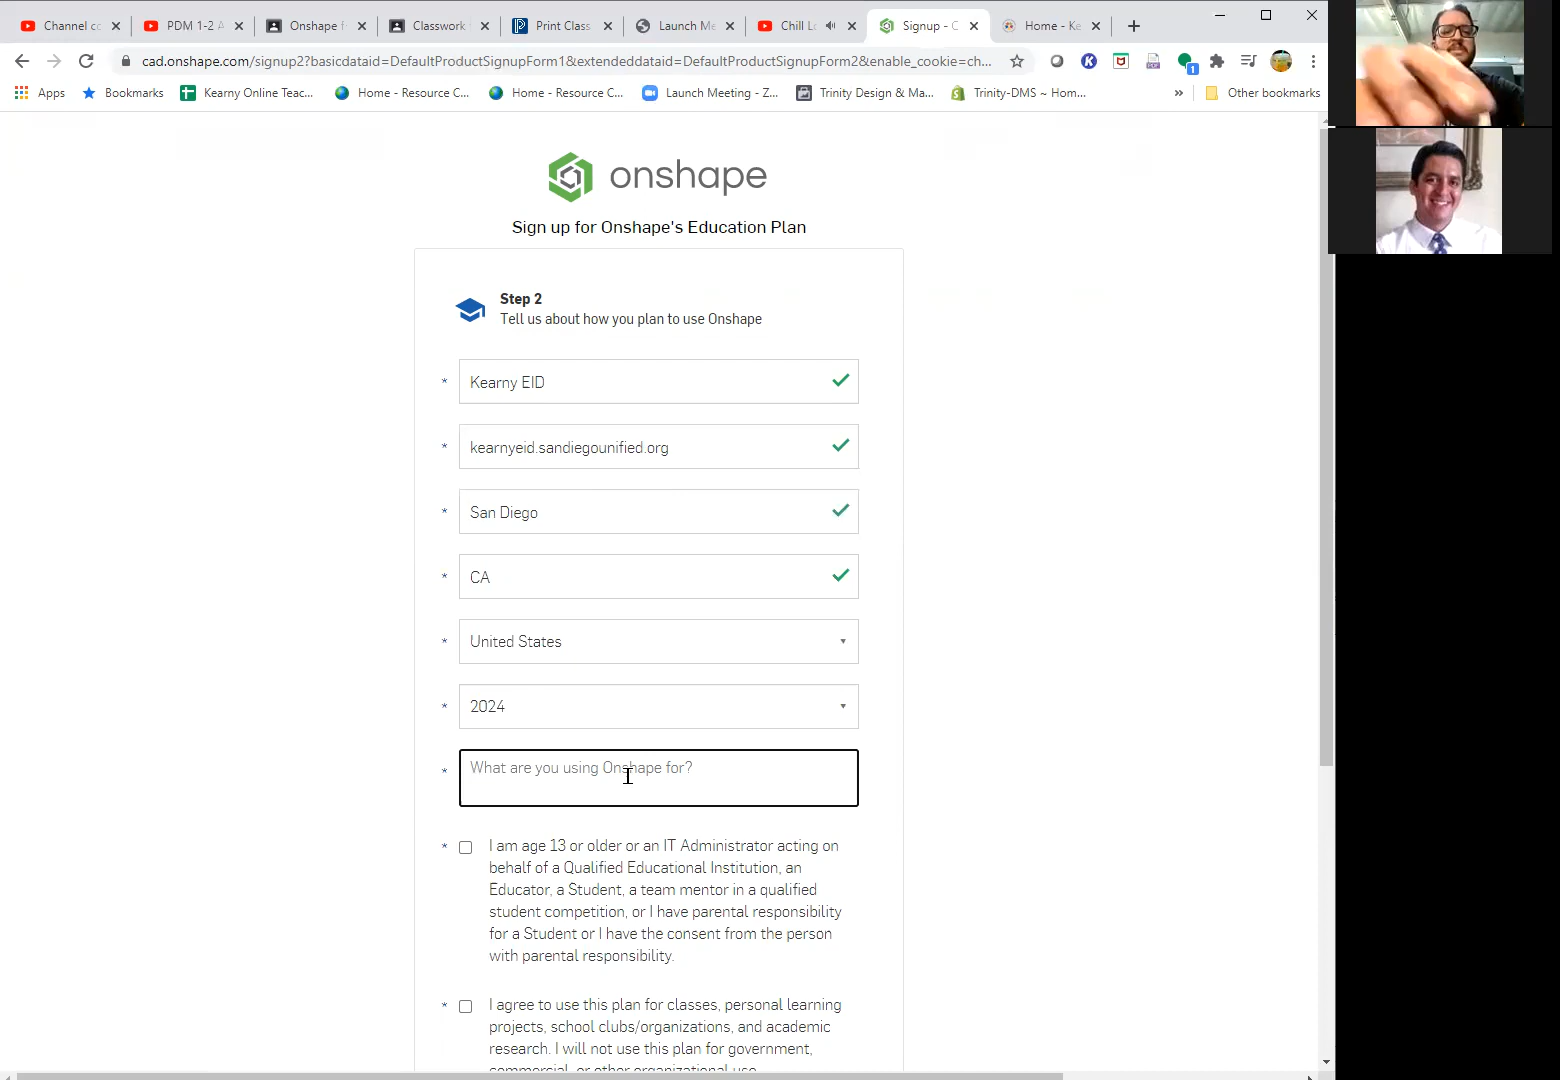 Channel co
PDM 1-2 A
Onshape f
Classwork
Print Class
Launch Me
Chill Lo
Signup - O
Home - Ke
cad.onshape.com/signup2?basicdataid=DefaultProductSignupForm1&extendeddataid=DefaultProductSignupForm2&enable_cookie=ch...
Apps
Bookmarks
Kearny Online Teac...
Home - Resource C...
Home - Resource C...
Launch Meeting - Z...
Trinity Design & Ma...
Trinity-DMS ~ Hom...
»
Other bookmarks
onshape
Sign up for Onshape's Education Plan
Step 2
Tell us about how you plan to use Onshape
* Kearny EID
* kearnyeid.sandiegounified.org
* San Diego
* CA
* United States
* 2024
* What are you using Onshape for?
* I am age 13 or older or an IT Administrator acting on
behalf of a Qualified Educational Institution, an
Educator, a Student, a team mentor in a qualified
student competition, or I have parental responsibility
for a Student or I have the consent from the person
with parental responsibility.
* I agree to use this plan for classes, personal learning
projects, school clubs/organizations, and academic
research. I will not use this plan for government,
commercial, or other organizational use